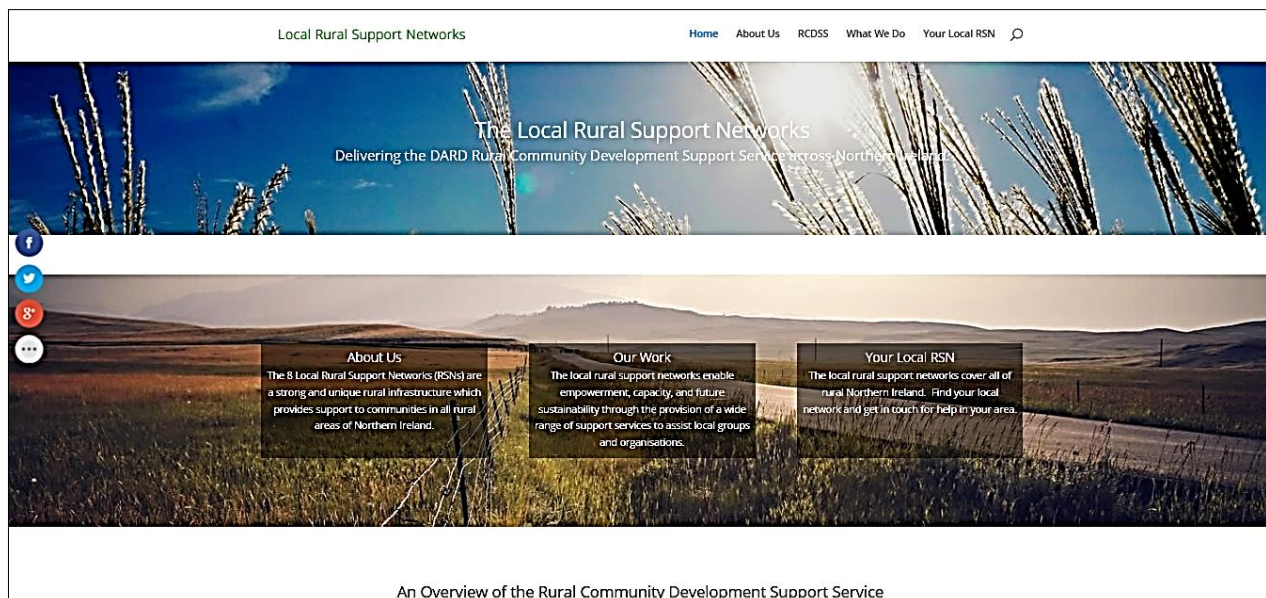 Local Rural Support Networks
Home About Us RCDSS What We Do Your Local RSN
The Local Rural Support Networks
Delivering the DARD Rural Community Development Support Service across Northern Ireland.
f
8+
About Us
The 8 Local Rural Support Networks (RSNs) are
a strong and unique rural infrastructure which
provides support to communities in all rural
areas of Northern Ireland.
Our Work
The local rural support networks enable
empowerment, capacity, and future
sustainability through the provision of a wide
range of support services to assist local groups
and organisations.
Your Local RSN
The local rural support networks cover all of
rural Northern Ireland. Find your local
network and get in touch for help in your area.
An Overview of the Rural Community Development Support Service